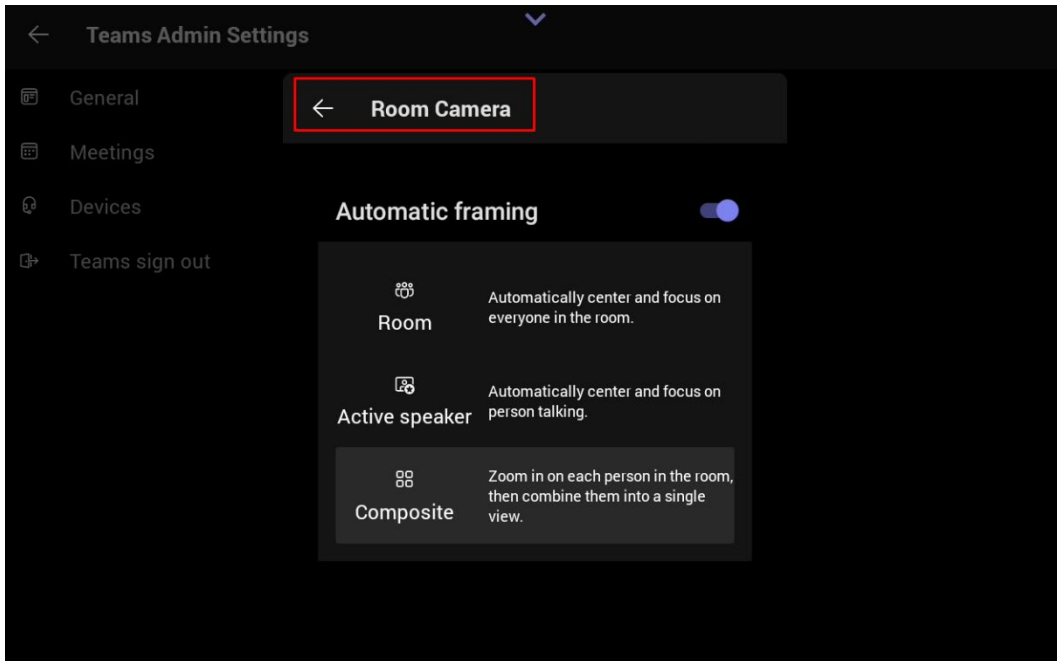 Teams Admin Settings
General
Meetings
Devices
Teams sign out
Room Camera
Automatic framing
Room
Automatically center and focus on
everyone in the room.
Active speaker
Automatically center and focus on
person talking.
Composite
Zoom in on each person in the room,
then combine them into a single
view.